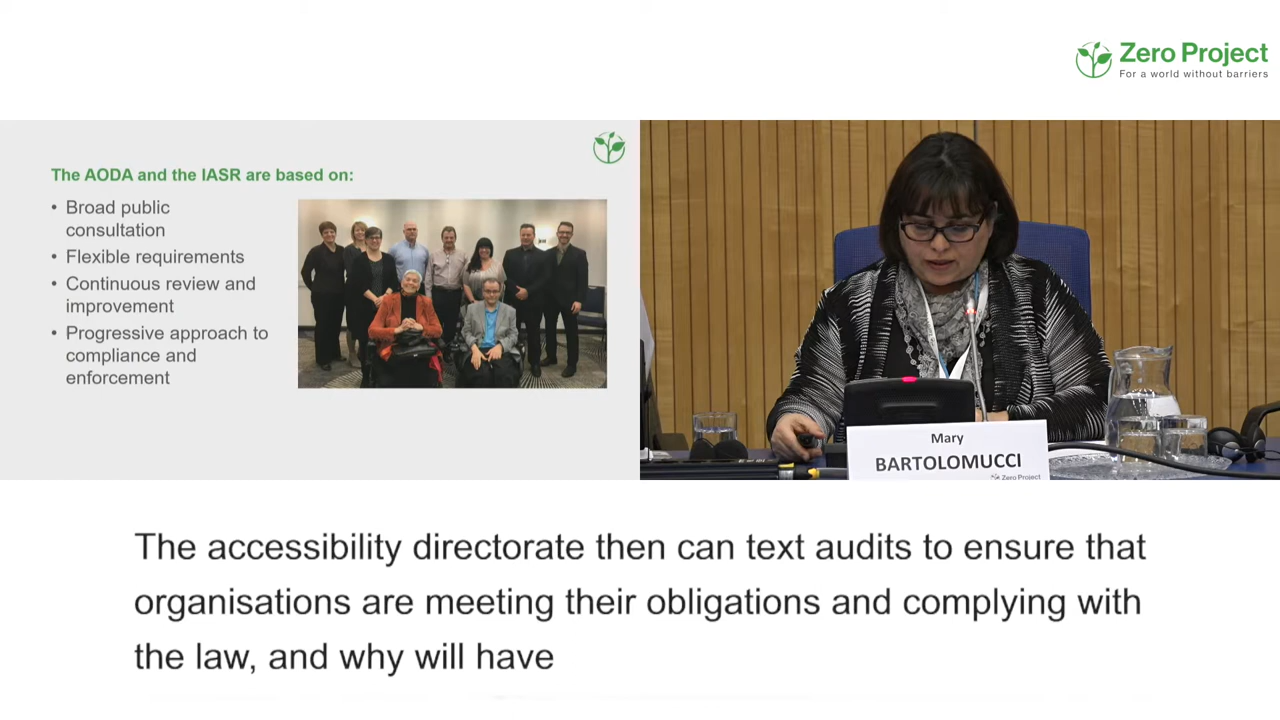 Zero Project
For a world without barriers
The AODA and the IASR are based on:
• Broad public
consultation
• Flexible requirements
• Continuous review and
improvement
• Progressive approach to
compliance and
enforcement
Mary
BARTOLOMUCCI
Zero Project
The accessibility directorate then can text audits to ensure that
organisations are meeting their obligations and complying with
the law, and why will have